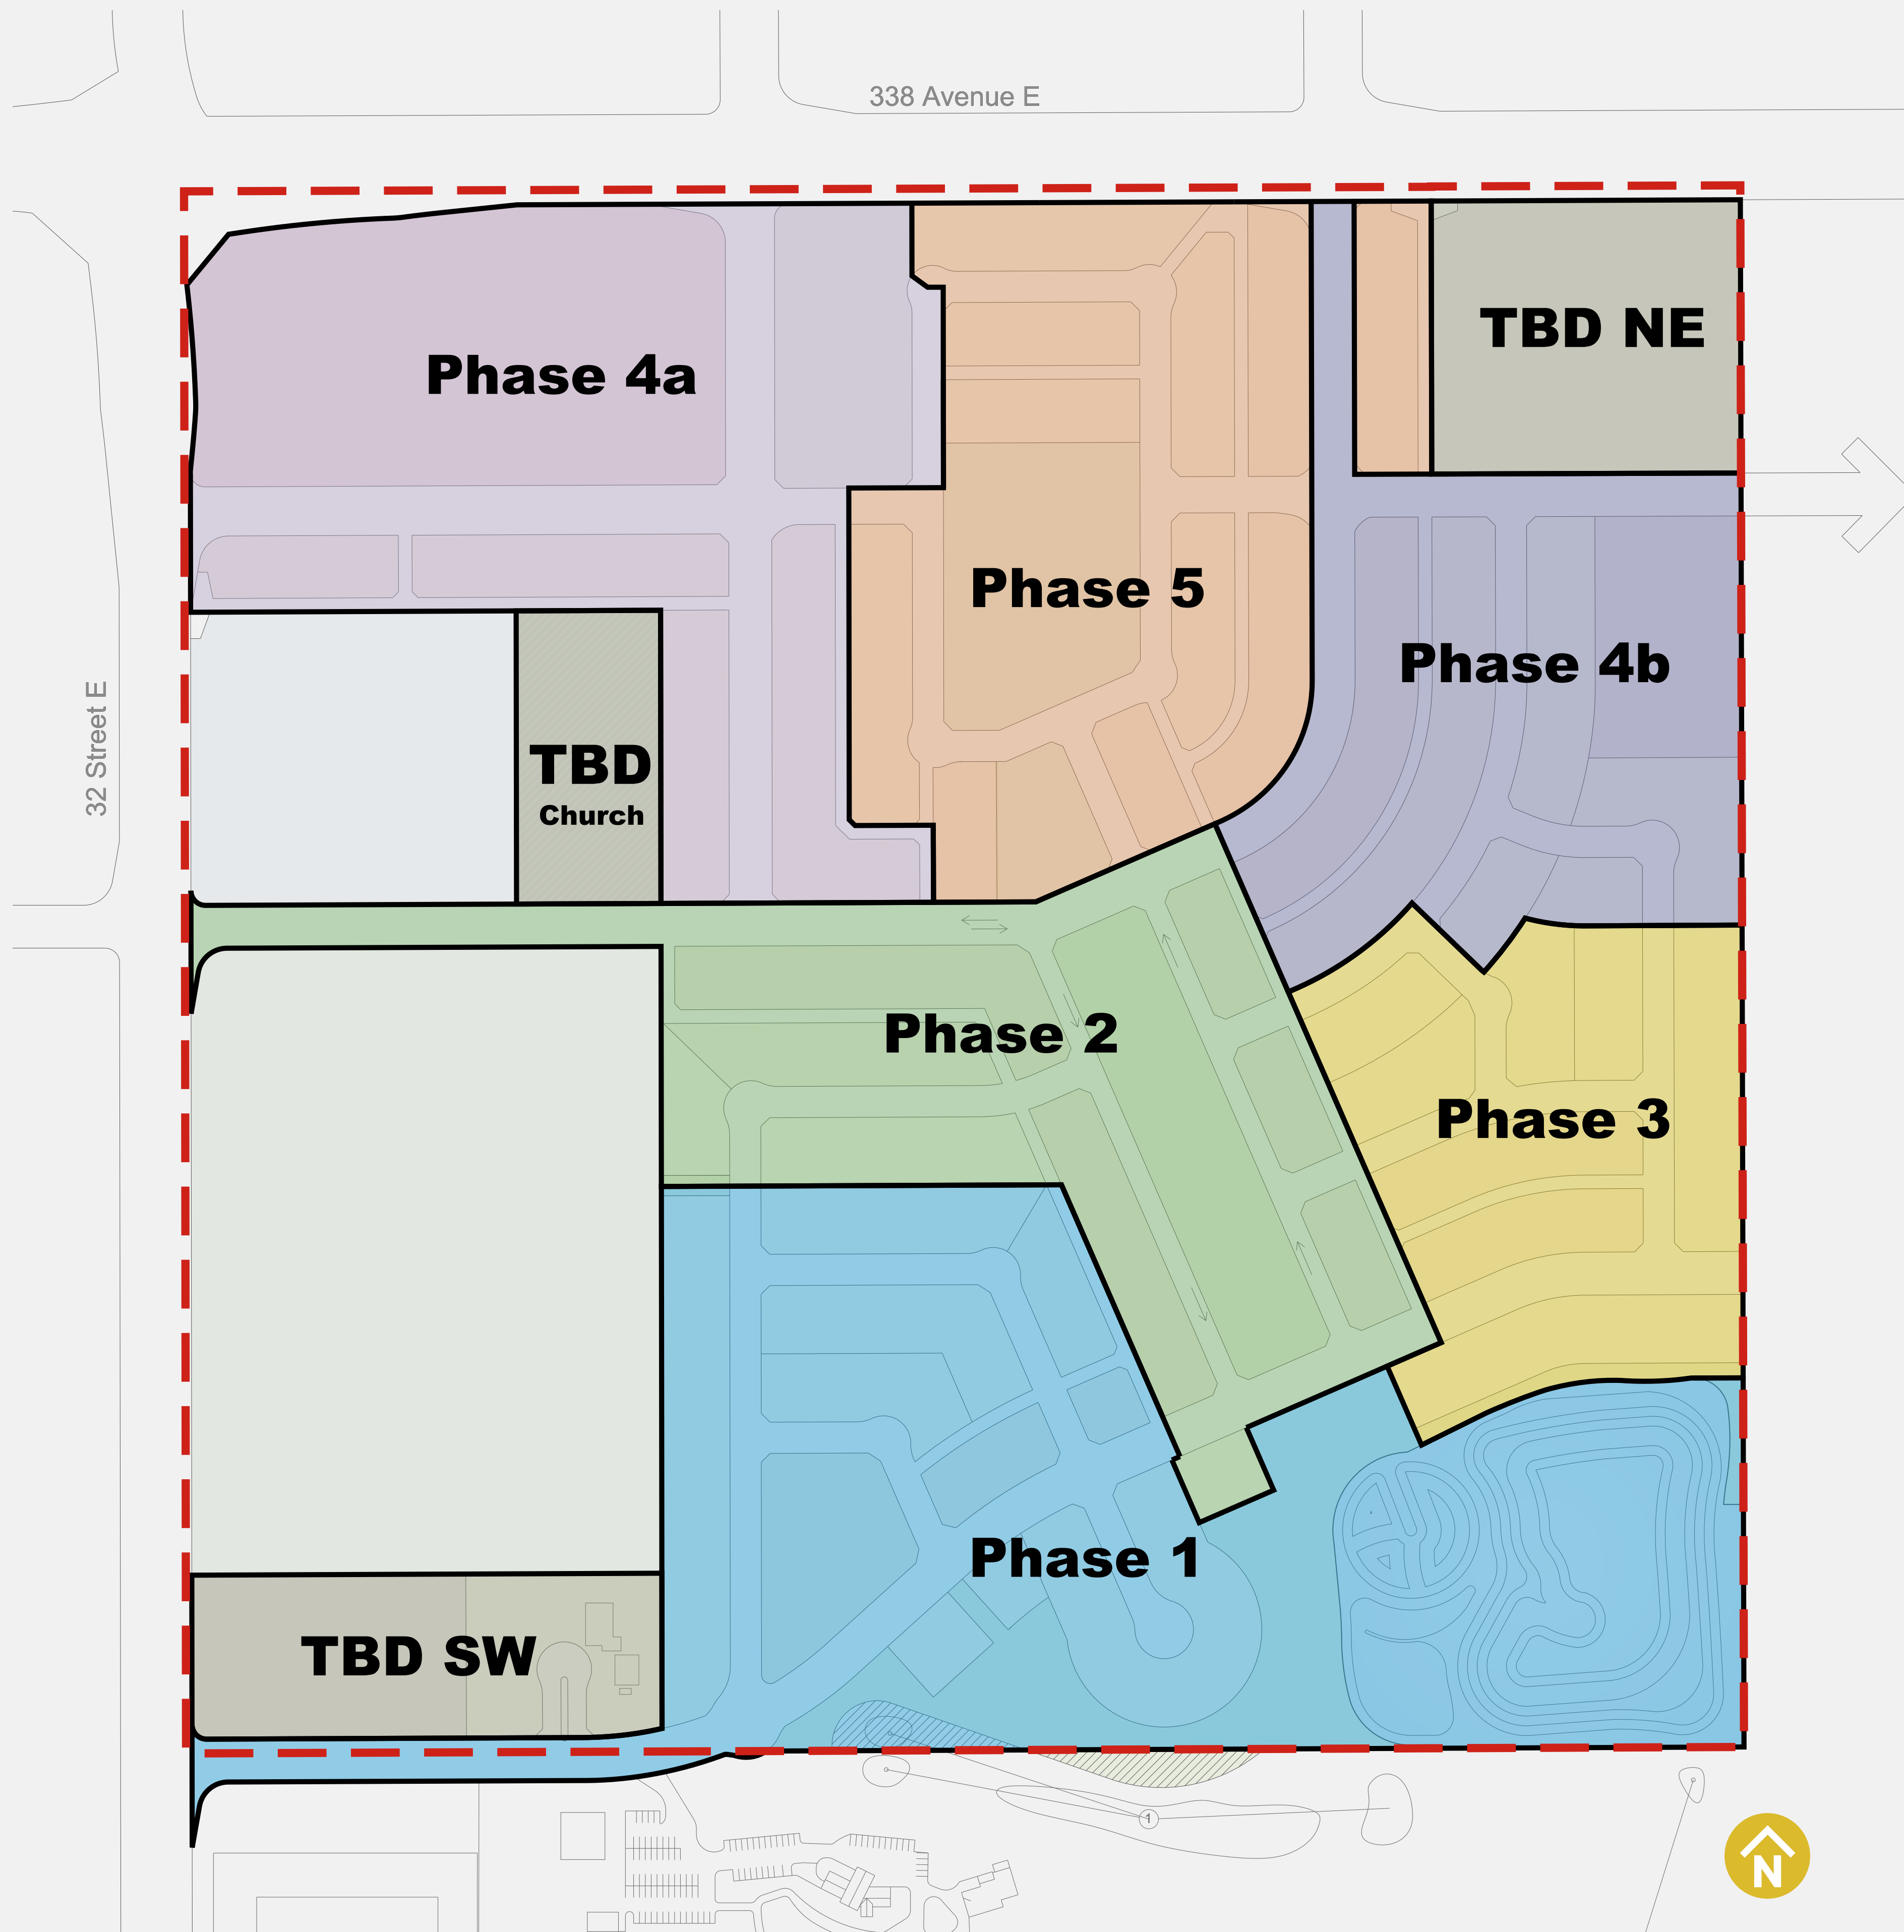 338 Avenue E
TBD NE
Phase 4a
Phase 5
Phase 4b
32 Street E
TBD
Church
Phase 2
Phase 3
Phase 1
TBD SW
1
N